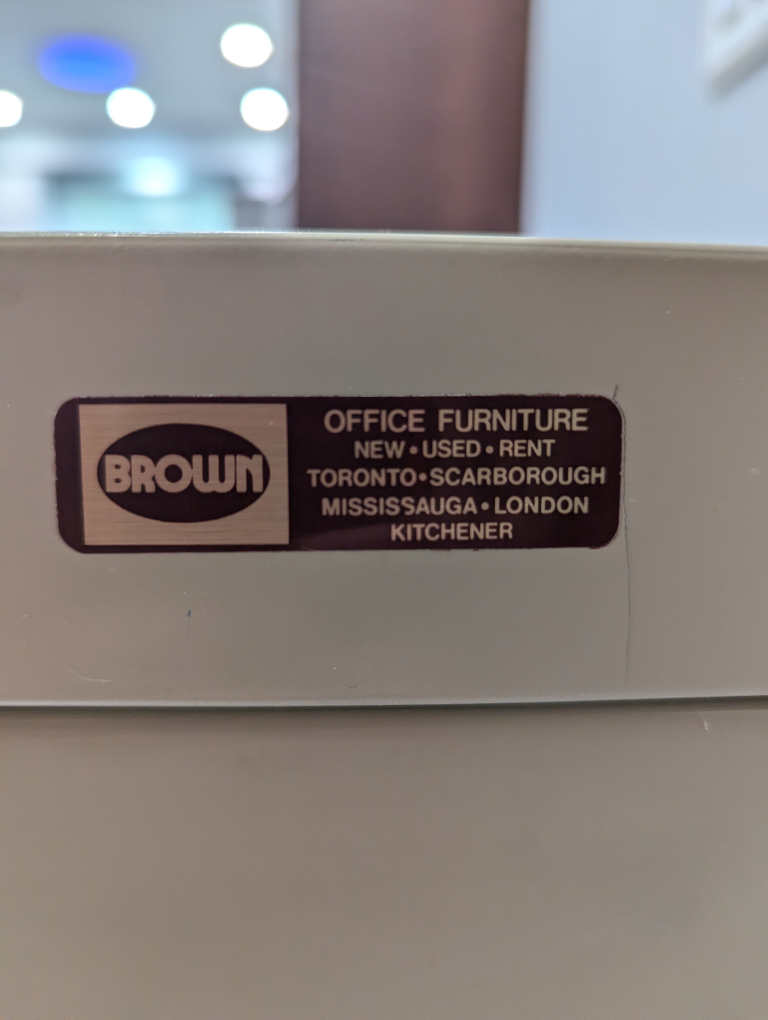 BROWN
OFFICE FURNITURE
NEW • USED • RENT
TORONTO • SCARBOROUGH
MISSISSAUGA • LONDON
KITCHENER